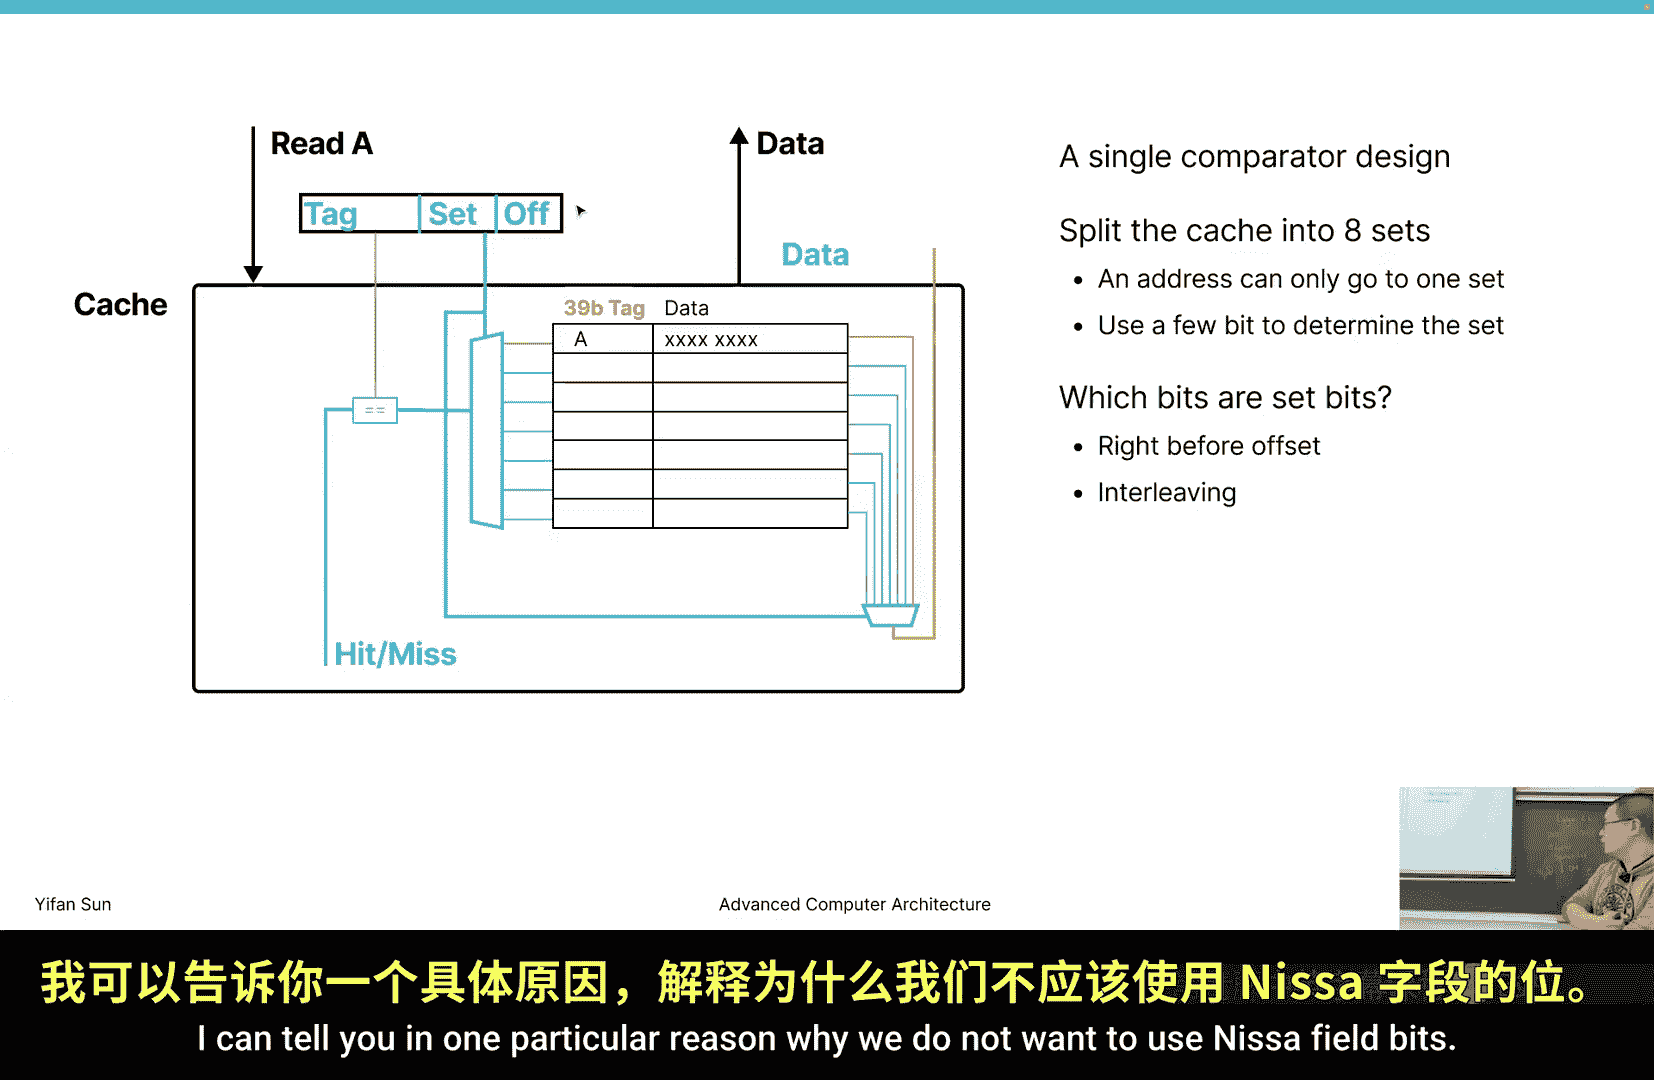 Read A
Data
Tag
Set
Off
Data
Cache
39b Tag
Data
A
xxxx xxxx
==
Hit/Miss
A single comparator design
Split the cache into 8 sets
• An address can only go to one set
• Use a few bit to determine the set
Which bits are set bits?
• Right before offset
• Interleaving
Yifan Sun
Advanced Computer Architecture
我可以告诉你一个具体原因，解释为什么我们不应该使用 Nissa 字段的位。
I can tell you in one particular reason why we do not want to use Nissa field bits.